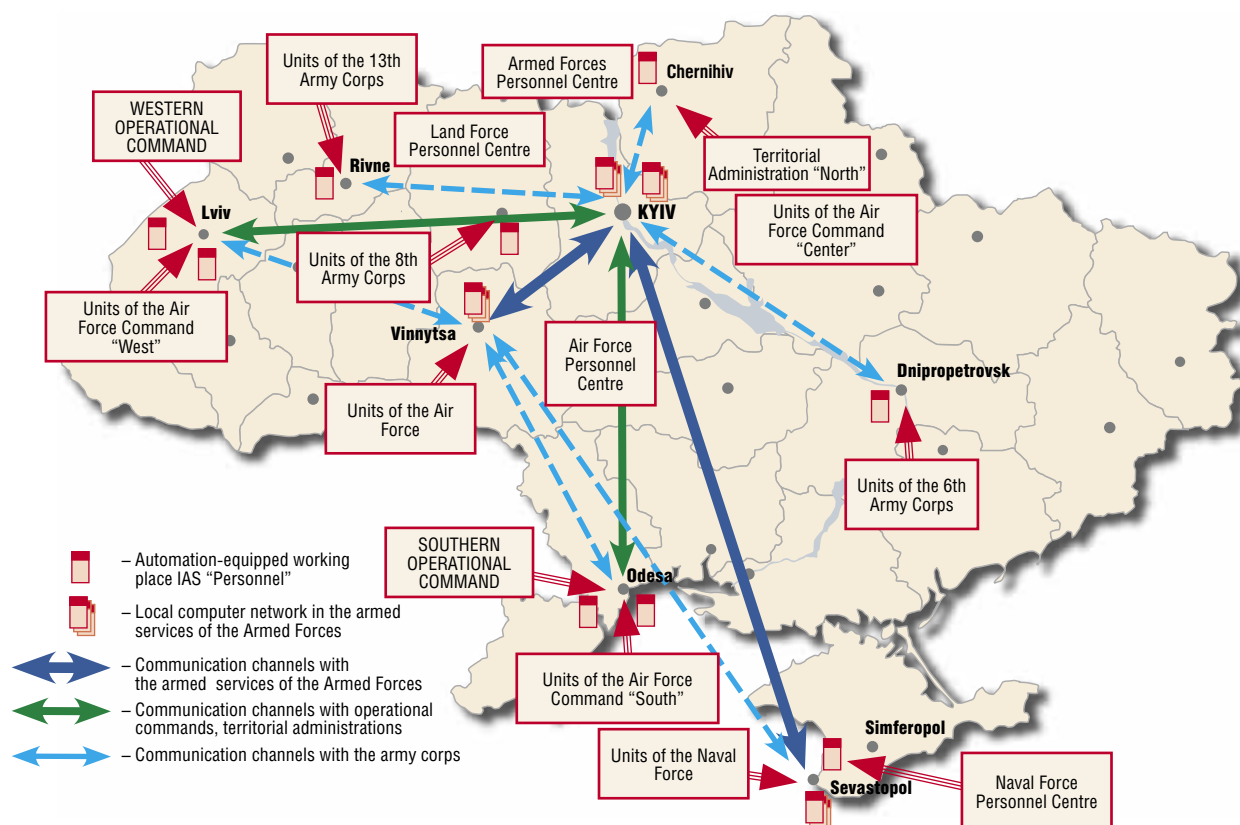 Units of the 13th
Army Corps
Armed Forces
Personnel Centre
Chernihiv
WESTERN
OPERATIONAL
COMMAND
Land Force
Personnel Centre
Territorial
Administration “North”
Rivne
Lviv
KYIV
Units of the Air
Force Command
“Center”
Units of the 8th
Army Corps
Units of the Air
Force Command
“West”
Vinnytsa
Air Force
Personnel
Centre
Dnipropetrovsk
Units of the Air
Force
Units of the 6th
Army Corps
SOUTHERN
OPERATIONAL
COMMAND
Odesa
Units of the Air Force
Command “South”
Simferopol
Units of the Naval
Force
Sevastopol
Naval Force
Personnel Centre
– Automation-equipped working
place IAS “Personnel”
– Local computer network in the armed
services of the Armed Forces
– Communication channels with
the armed services of the Armed Forces
– Communication channels with operational
commands, territorial administrations
– Communication channels with the army corps